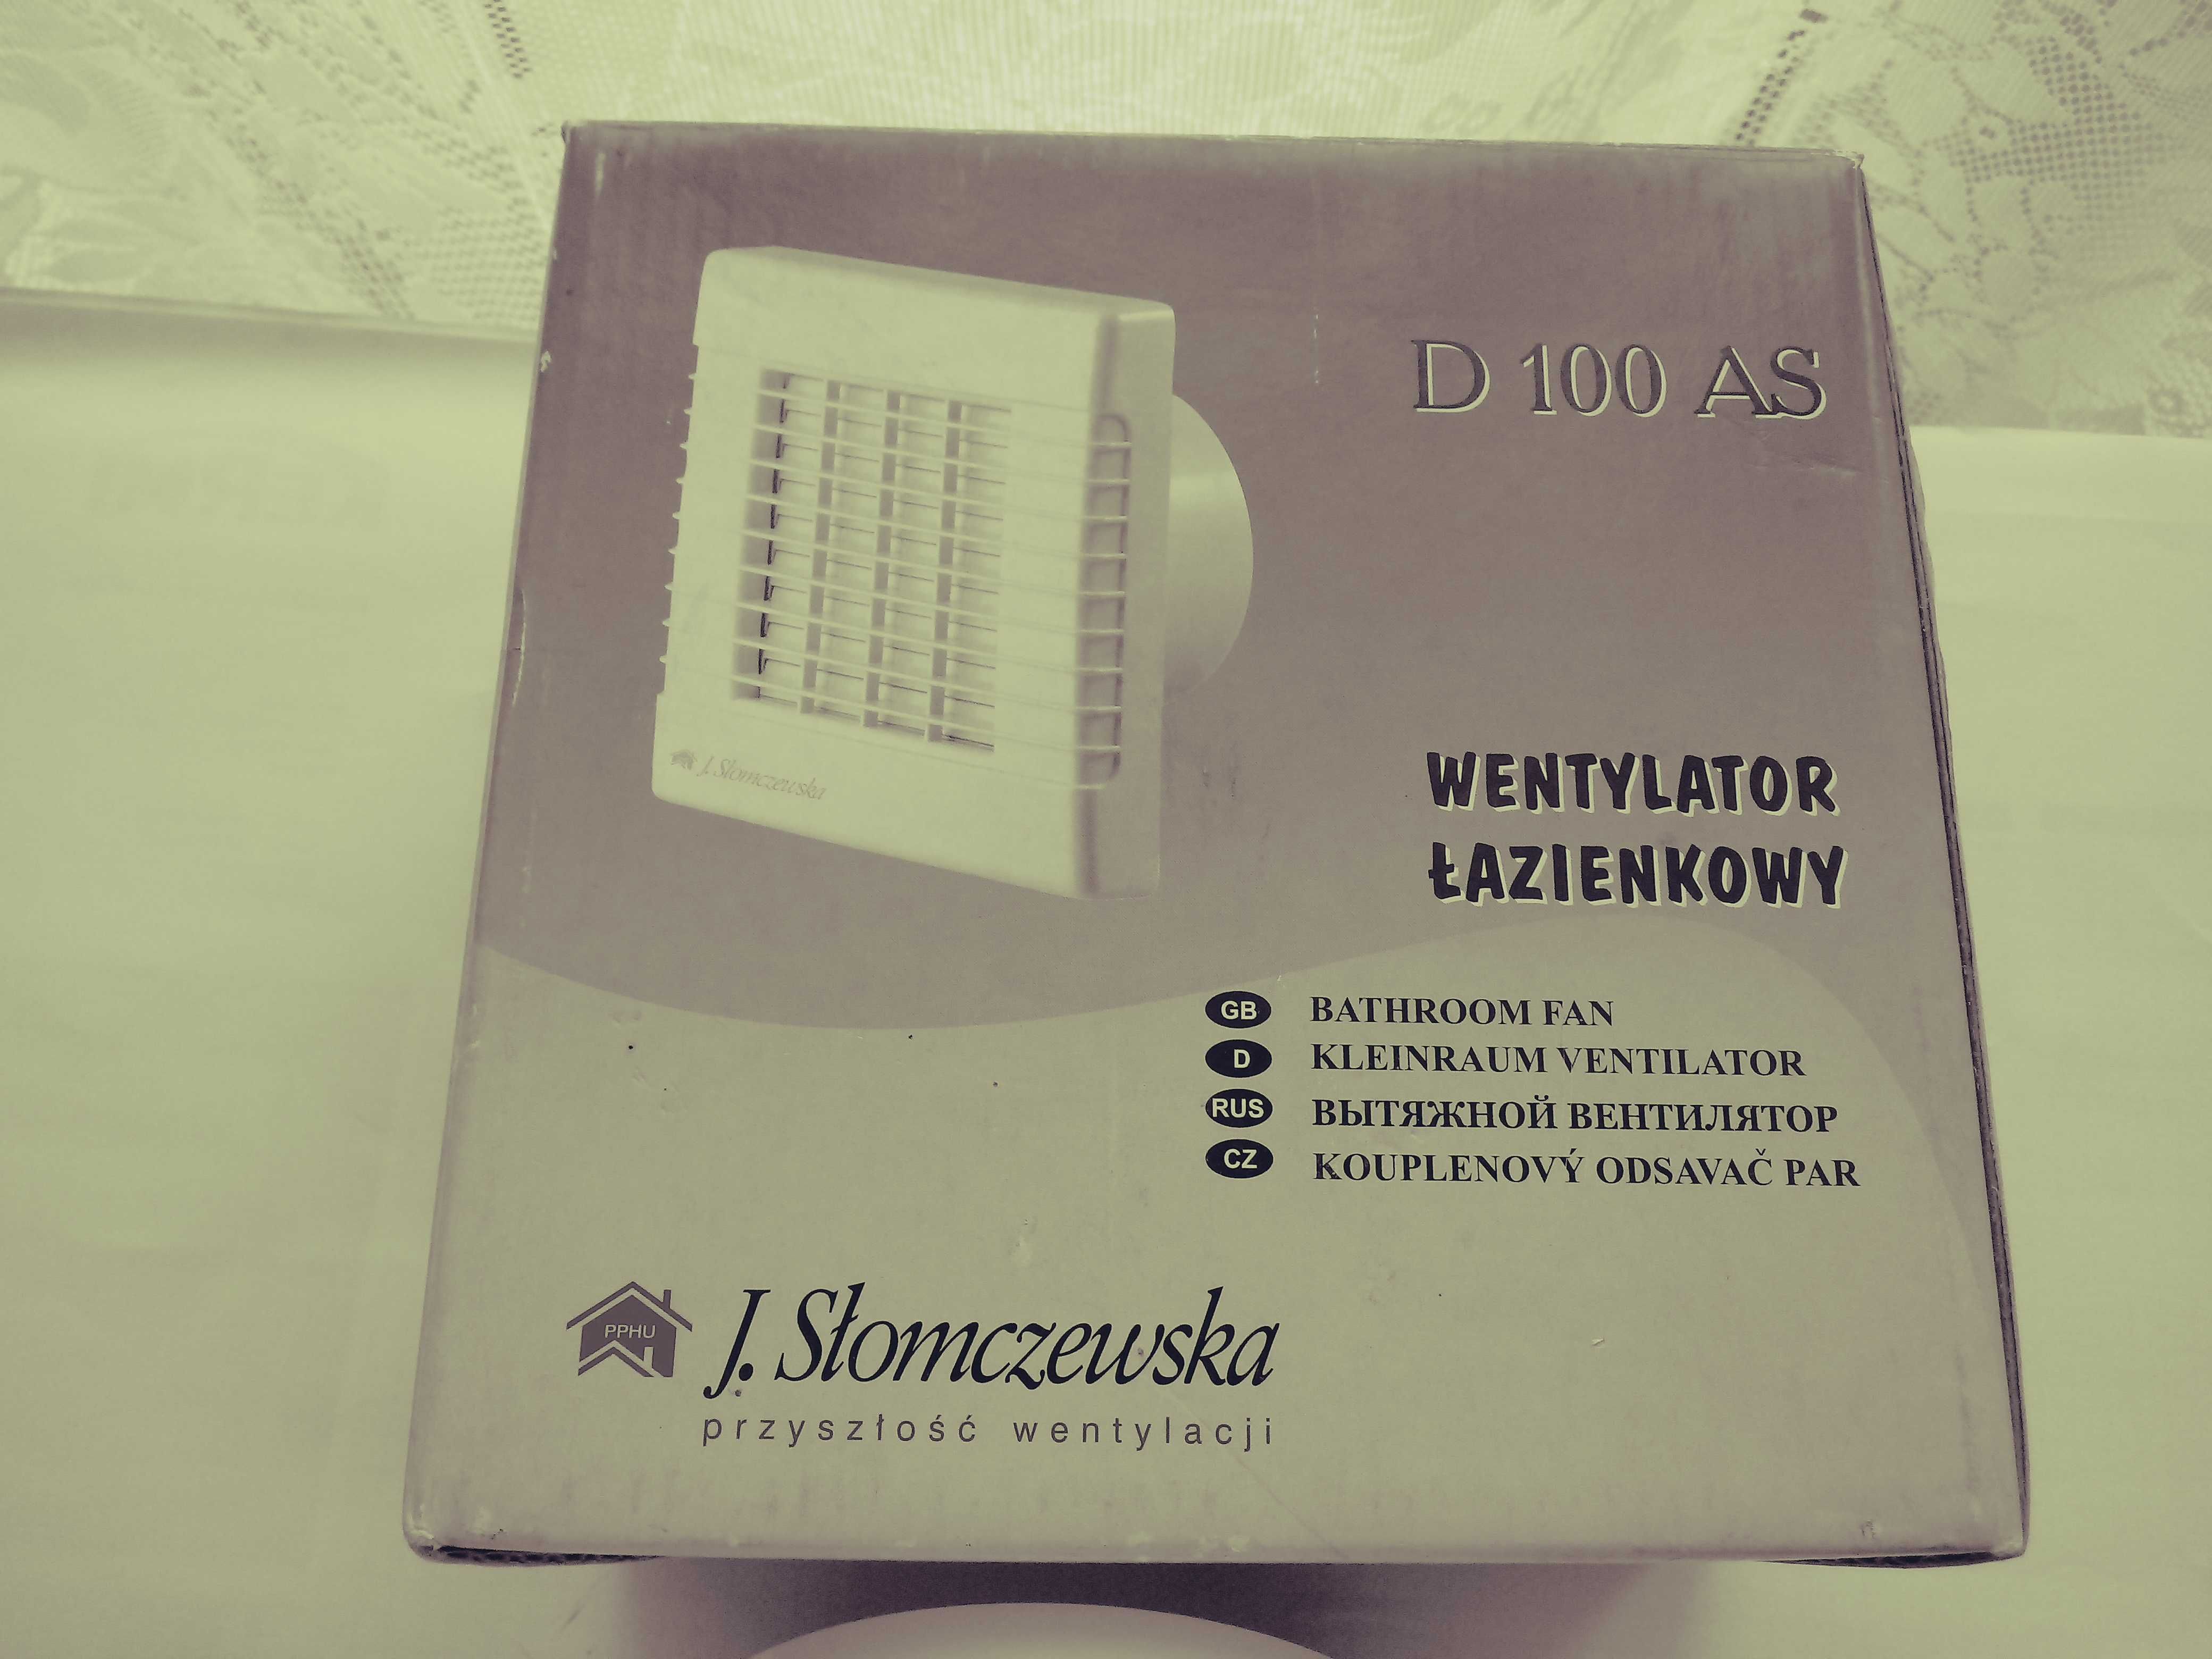 D 100 AS
J. Słomczewska
WENTYLATOR
ŁAZIENKOWY
GB BATHROOM FAN
D KLEINRAUM VENTILATOR
RUS ВЫТЯЖНОЙ ВЕНТИЛЯТОР
CZ KOUPLENOVÝ ODSAVAČ PAR
PPHU J. Słomczewska
przyszłość wentylacji